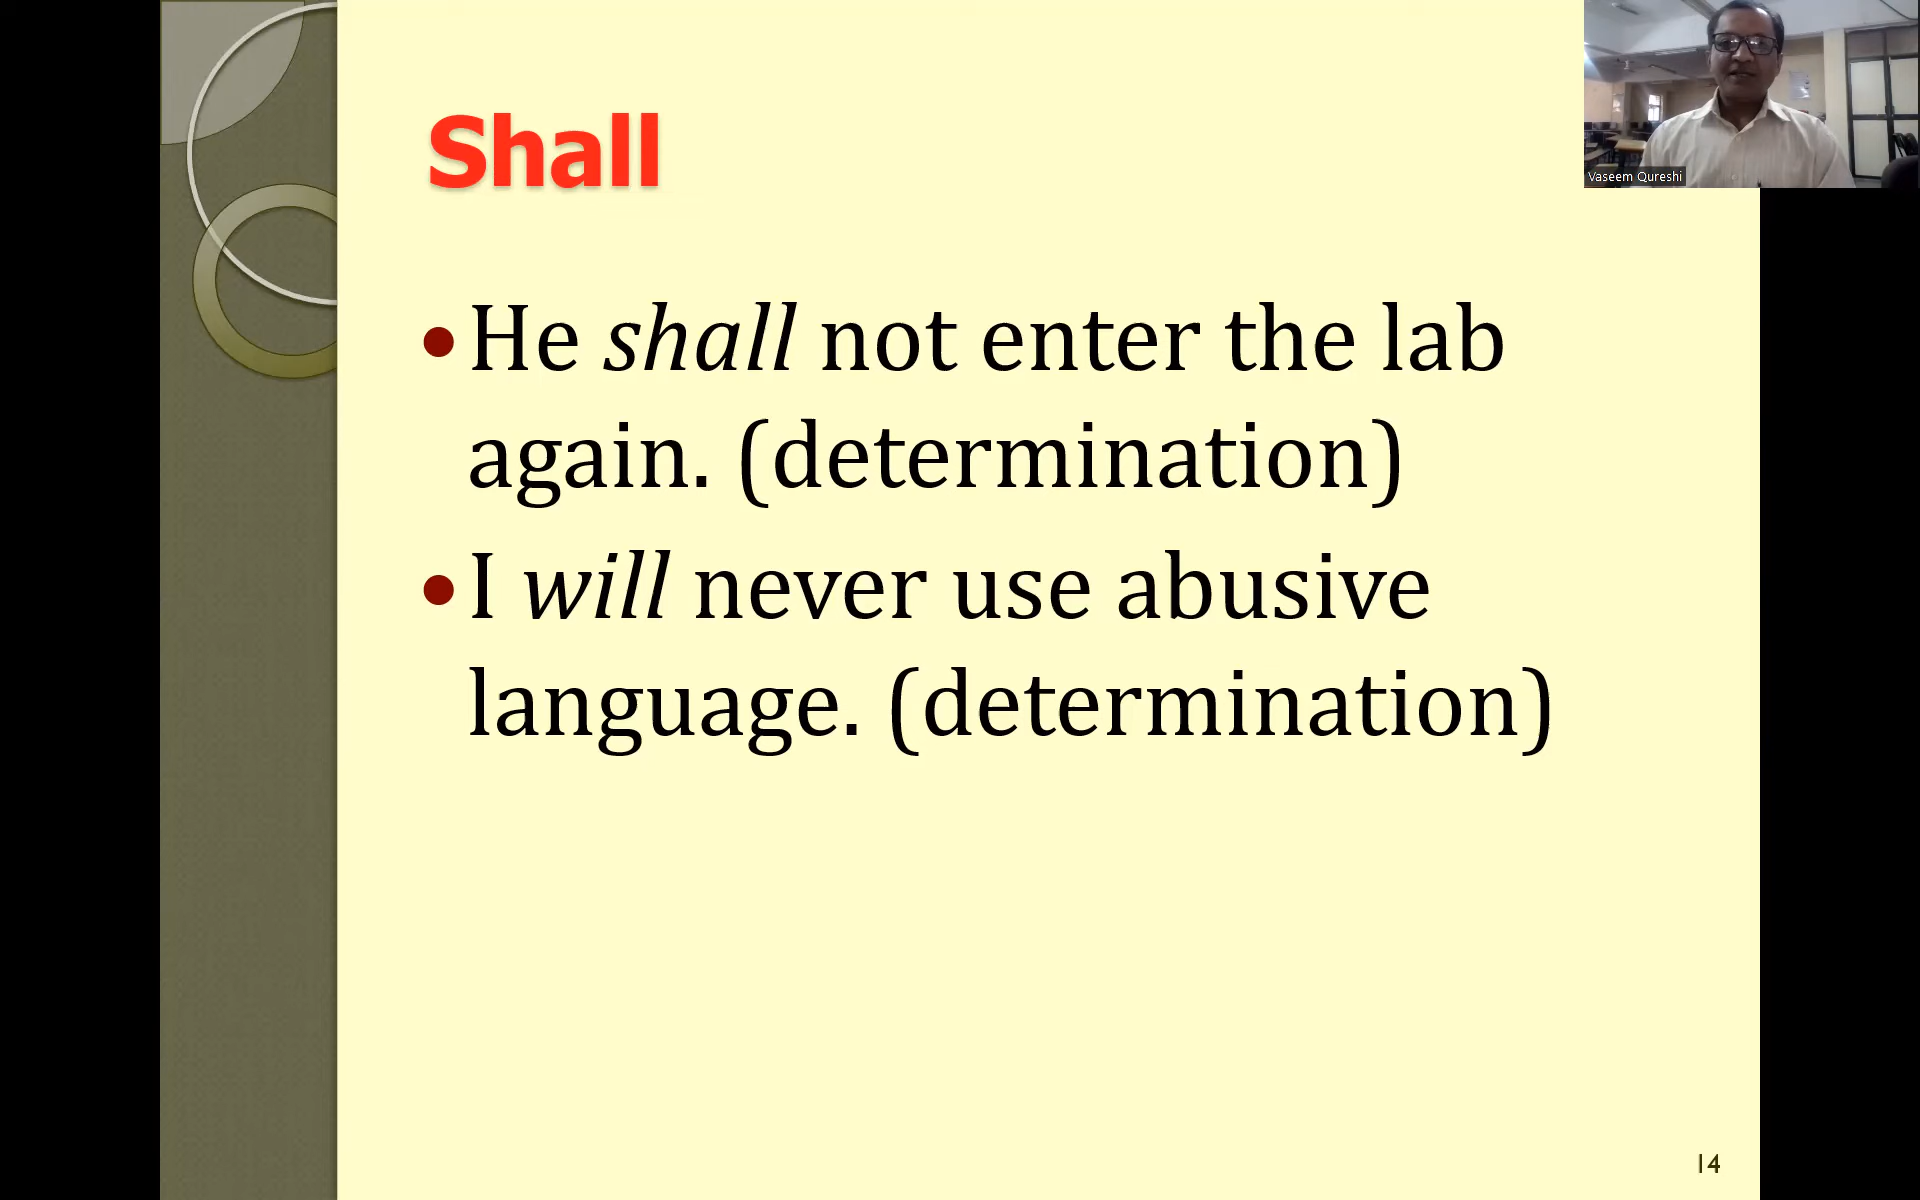 Shall
Vaseem Qureshi
•He shall not enter the lab
again. (determination)
•I will never use abusive
language. (determination)
14